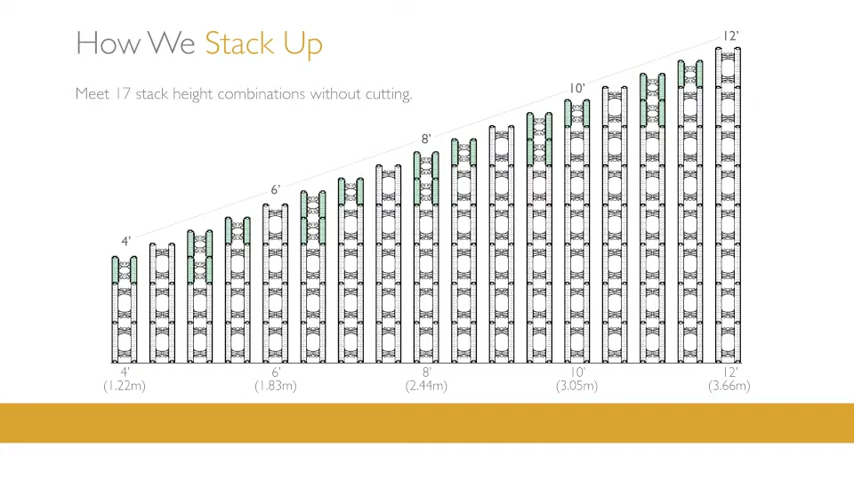 How We Stack Up
Meet 17 stack height combinations without cutting.
4'
6'
8'
10'
12'
4' 6' 8' 10' 12'
(1.22m) (1.83m) (2.44m) (3.05m) (3.66m)